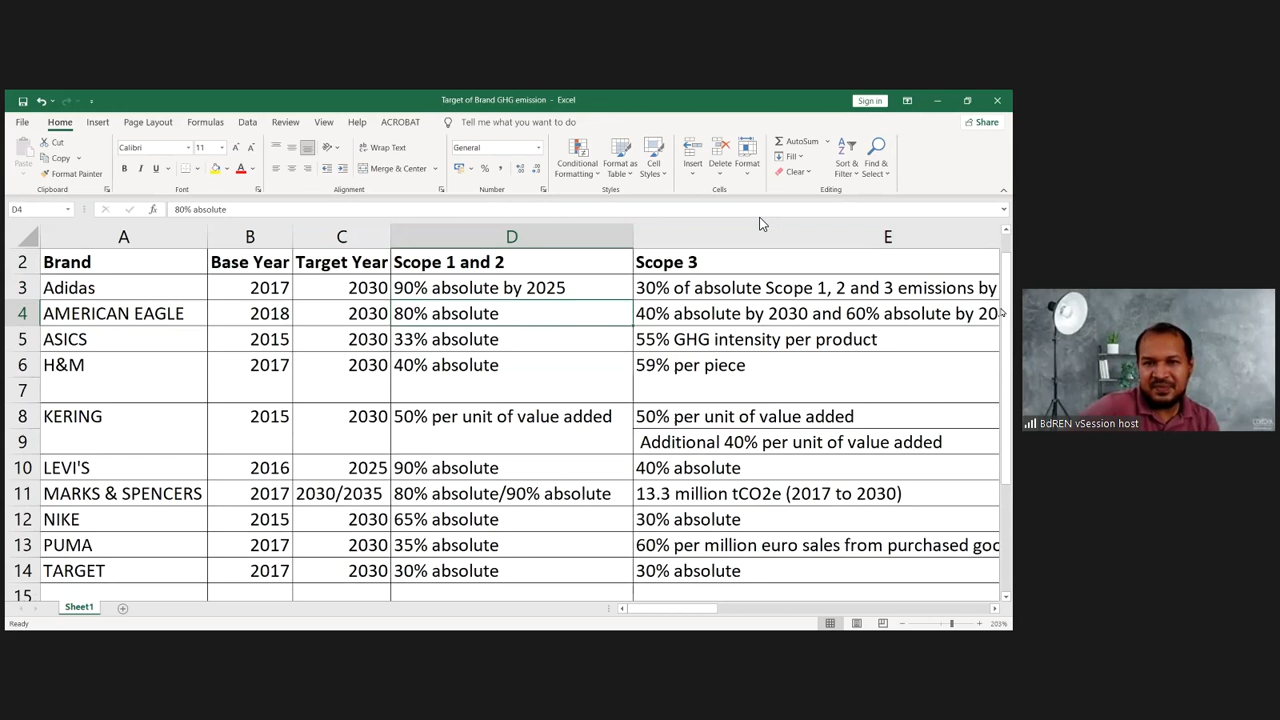 Target of Brand GHG emission - Excel
Sign in
File Home Insert Page Layout Formulas Data Review View Help ACROBAT Tell me what you want to do Share
Paste
Cut
Copy
Format Painter
Clipboard
Calibri 11
B I U
Font
Wrap Text
Merge & Center
Alignment
General
Number
Conditional Formatting
Format as Table
Cell Styles
Styles
Insert Delete Format
Cells
AutoSum
Fill
Clear
Sort & Filter
Find & Select
Editing
D4 fx 80% absolute
A B C D E
2 Brand Base Year Target Year Scope 1 and 2 Scope 3
3 Adidas 2017 2030 90% absolute by 2025 30% of absolute Scope 1, 2 and 3 emissions by
4 AMERICAN EAGLE 2018 2030 80% absolute 40% absolute by 2030 and 60% absolute by 20
5 ASICS 2015 2030 33% absolute 55% GHG intensity per product
6 H&M 2017 2030 40% absolute 59% per piece
7
8 KERING 2015 2030 50% per unit of value added 50% per unit of value added
9 Additional 40% per unit of value added
10 LEVI'S 2016 2025 90% absolute 40% absolute
11 MARKS & SPENCERS 2017 2030/2035 80% absolute/90% absolute 13.3 million tCO2e (2017 to 2030)
12 NIKE 2015 2030 65% absolute 30% absolute
13 PUMA 2017 2030 35% absolute 60% per million euro sales from purchased goo
14 TARGET 2017 2030 30% absolute 30% absolute
15
Sheet1
Ready 203%
BdREN vSession host